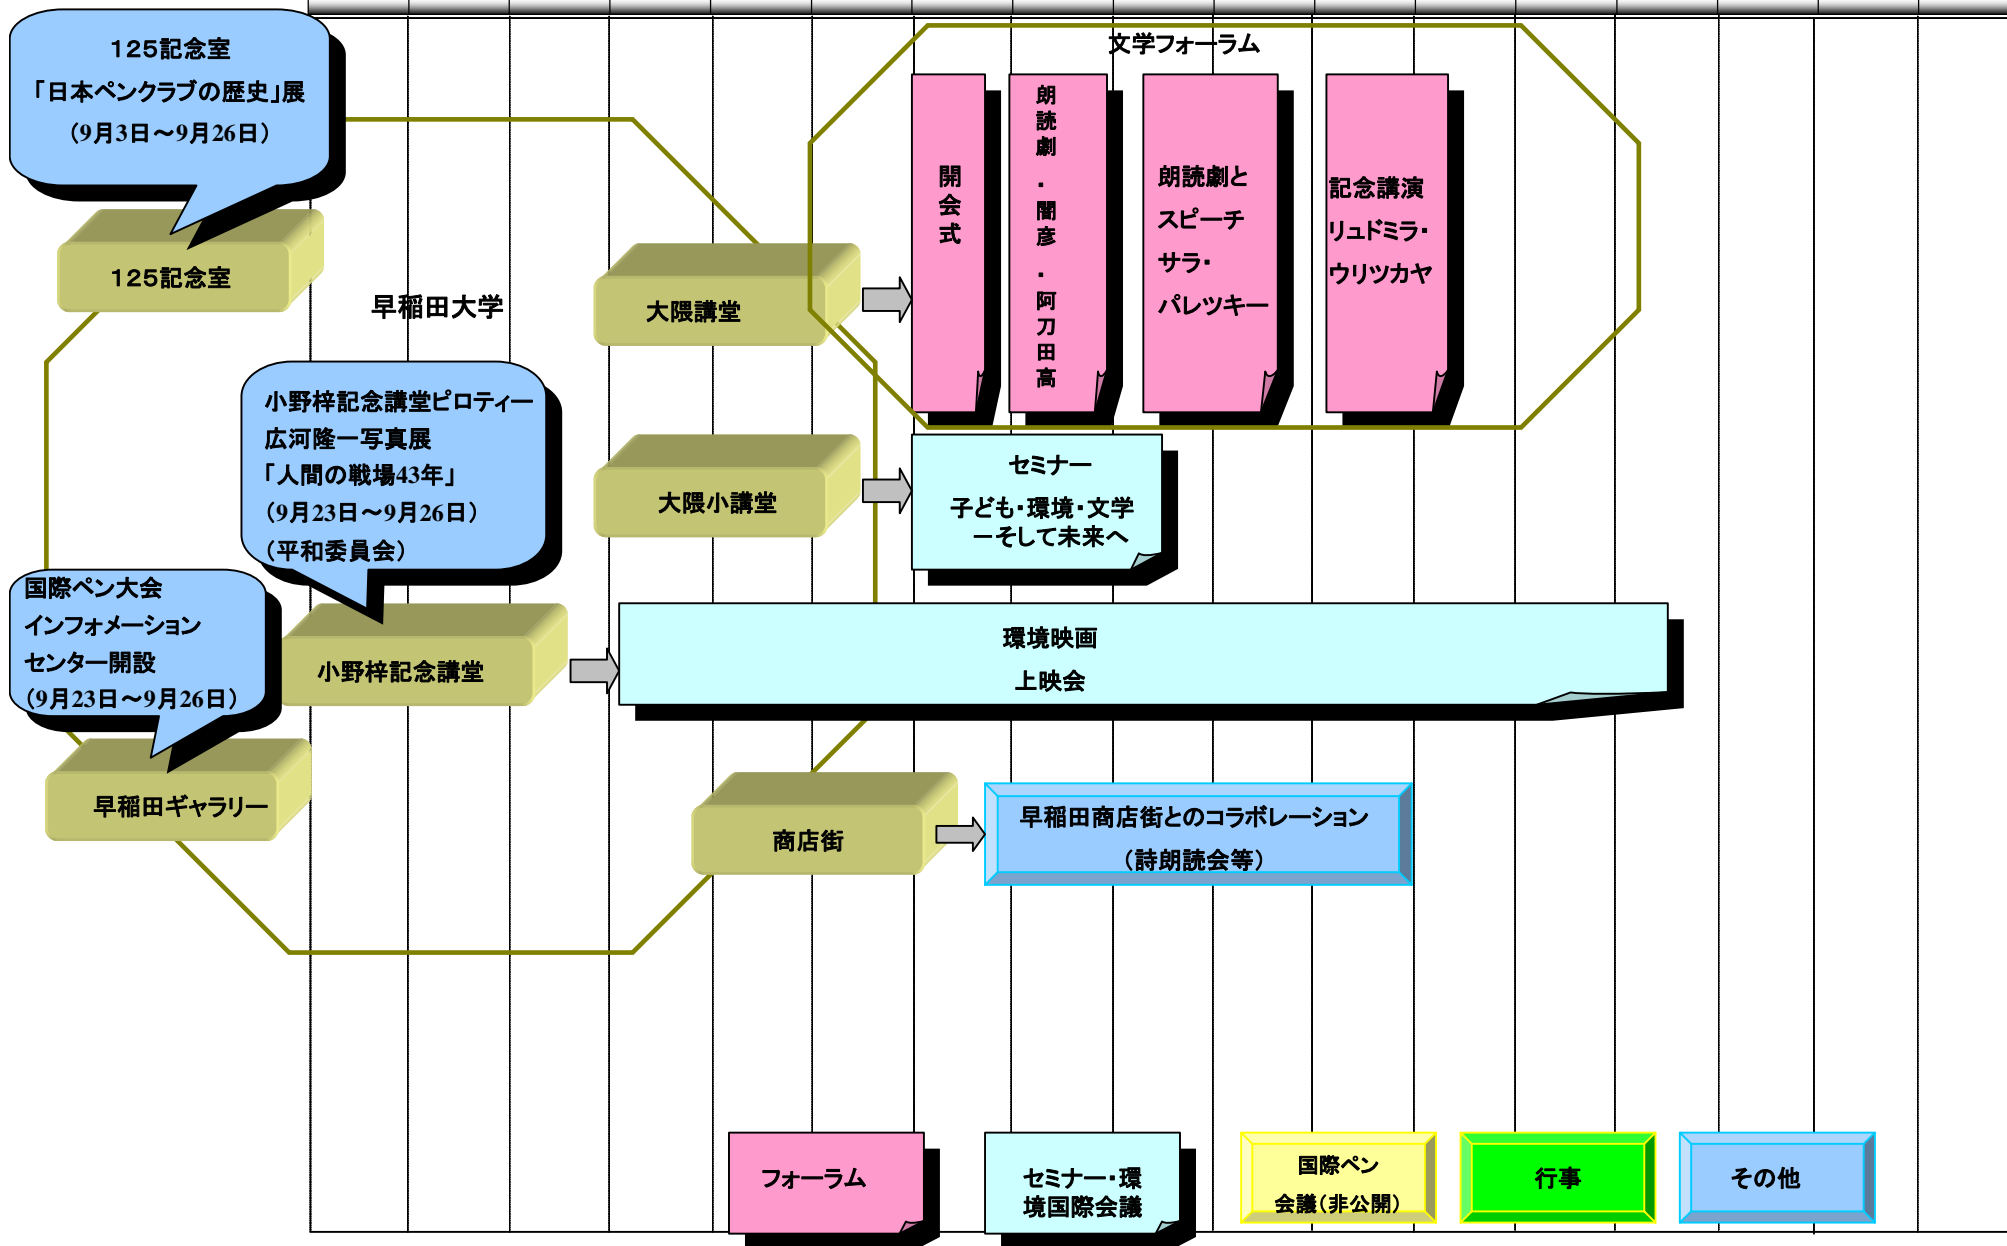 125記念室
「日本ペンクラブの歴史」展
(9月3日～9月26日)
125記念室
早稲田大学
大隈講堂
文学フォーラム
開会式
朗読劇・闇彦・阿刀田高
朗読劇と
スピーチ
サラ・
パレツキー
記念講演
リュドミラ・
ウリツカヤ
小野梓記念講堂ピロティー
広河隆一写真展
「人間の戦場43年」
(9月23日～9月26日)
(平和委員会)
大隈小講堂
セミナー
子ども・環境・文学
－そして未来へ
国際ペン大会
インフォメーション
センター開設
(9月23日～9月26日)
小野梓記念講堂
環境映画
上映会
早稲田ギャラリー
商店街
早稲田商店街とのコラボレーション
(詩朗読会等)
フォーラム
セミナー・環
境国際会議
国際ペン
会議(非公開)
行事
その他